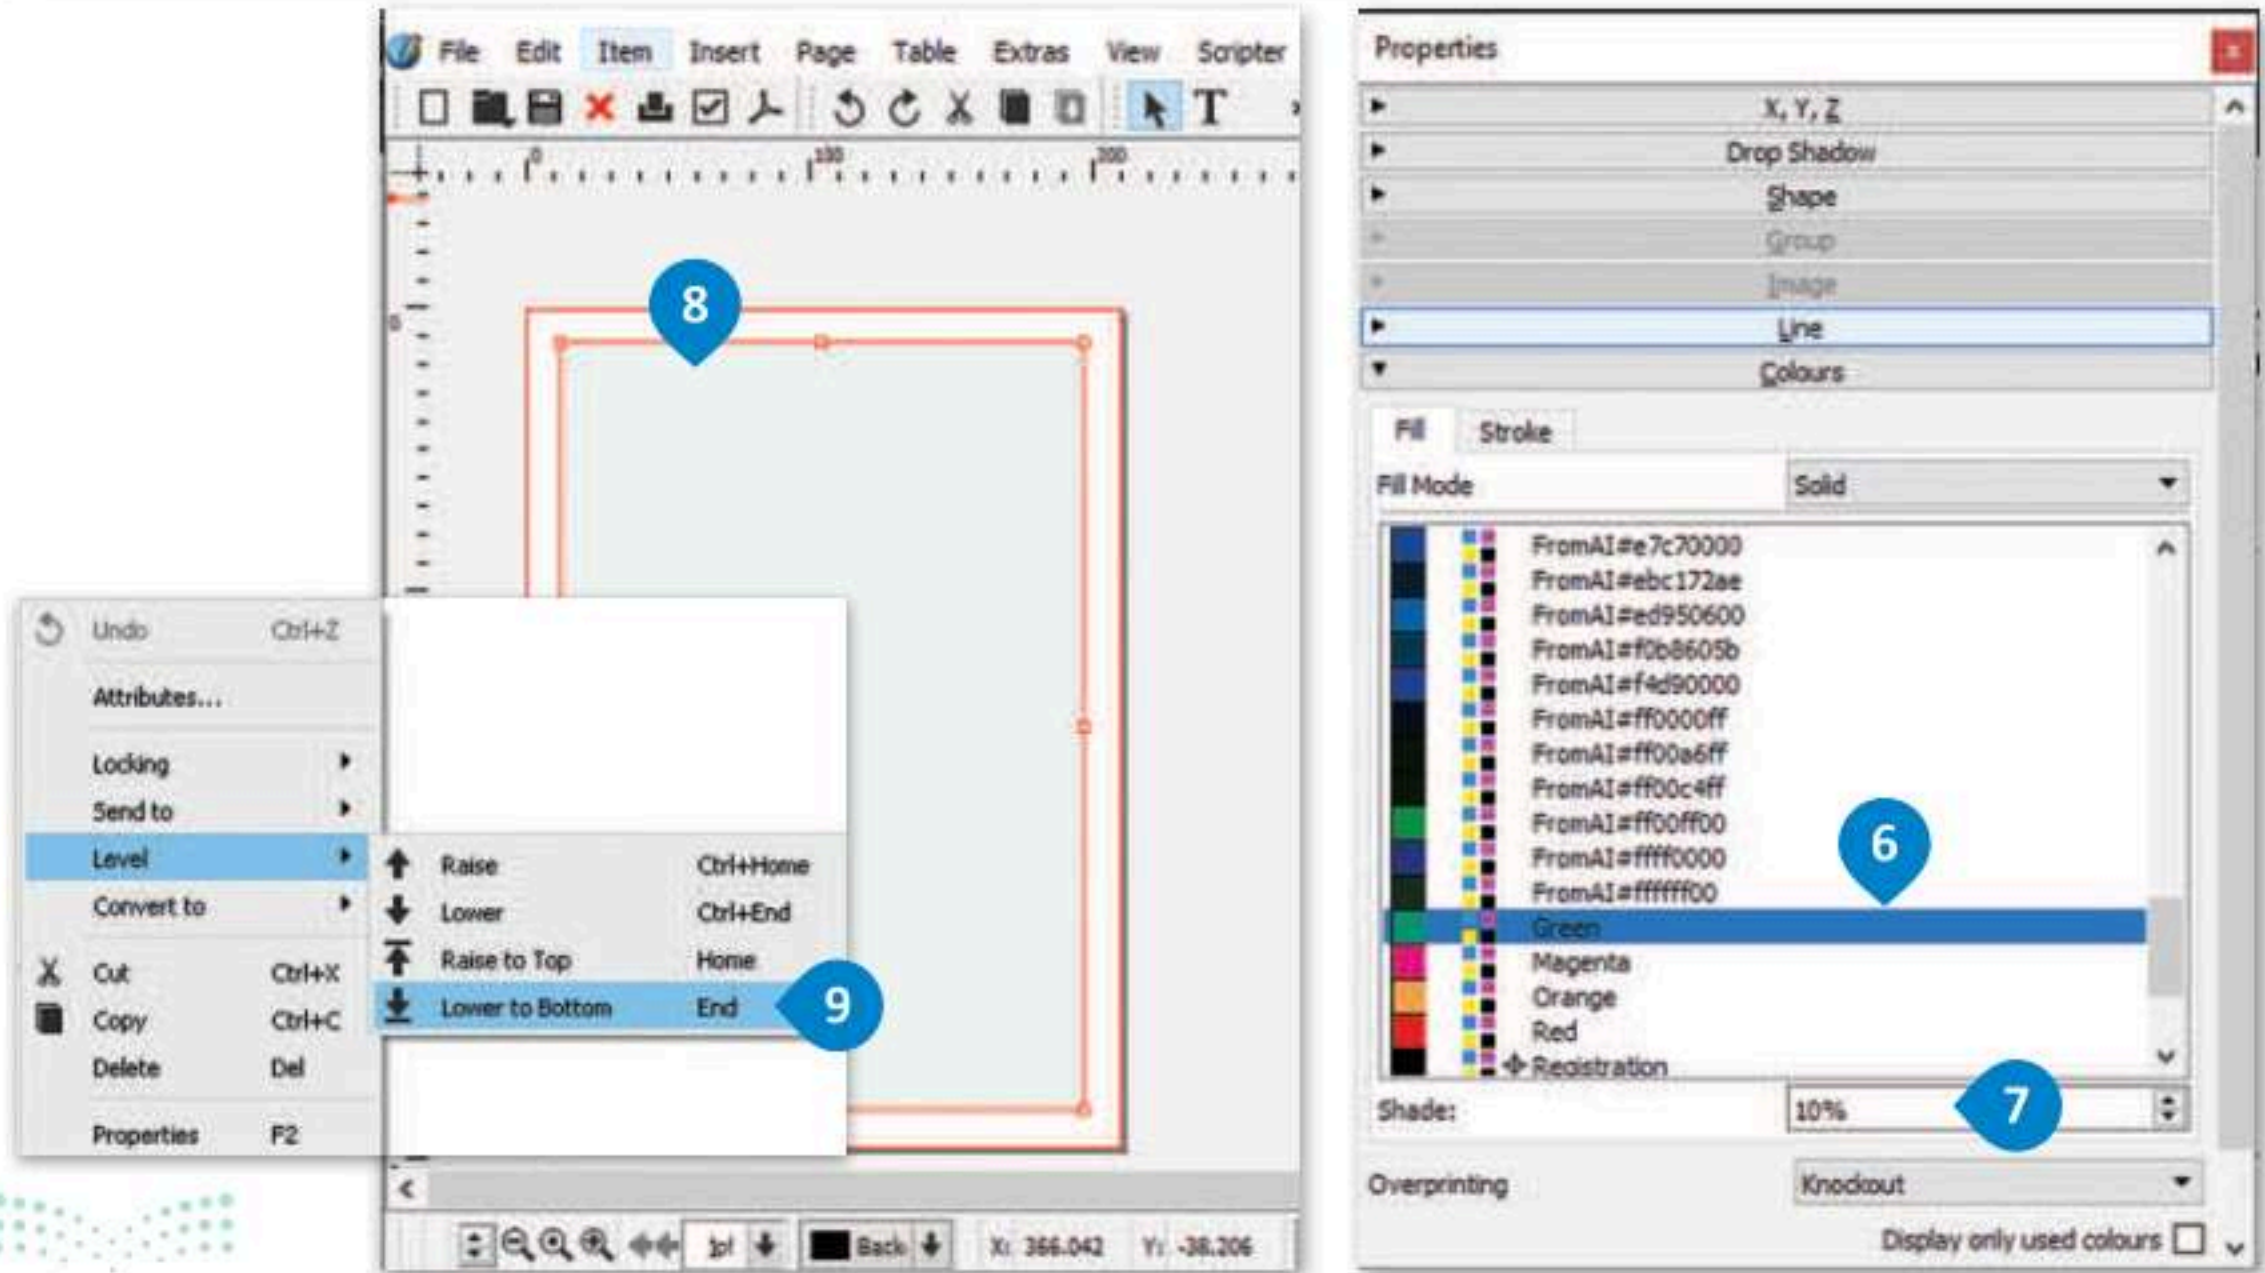 File Edit Item Insert Page Table Extras View Scripter
0 100 200
0
8
Undo Ctrl+Z
Attributes...
Locking
Send to
Level
Convert to
Cut Ctrl+X
Copy Ctrl+C
Delete Del
Properties F2
Raise Ctrl+Home
Lower Ctrl+End
Raise to Top Home
Lower to Bottom End
9
Back X: 366.042 Y: -38.206
Properties
X, Y, Z
Drop Shadow
Shape
Group
Image
Line
Colours
Fill Stroke
Fill Mode Solid
FromAI#e7c70000
FromAI#ebc172ae
FromAI#ed950600
FromAI#f0b8605b
FromAI#f4d90000
FromAI#ff0000ff
FromAI#ff00a6ff
FromAI#ff00c4ff
FromAI#ff00ff00
FromAI#ffff0000
FromAI#ffffff00
6
Green
Magenta
Orange
Red
Registration
Shade: 10%
7
Overprinting Knockout
Display only used colours